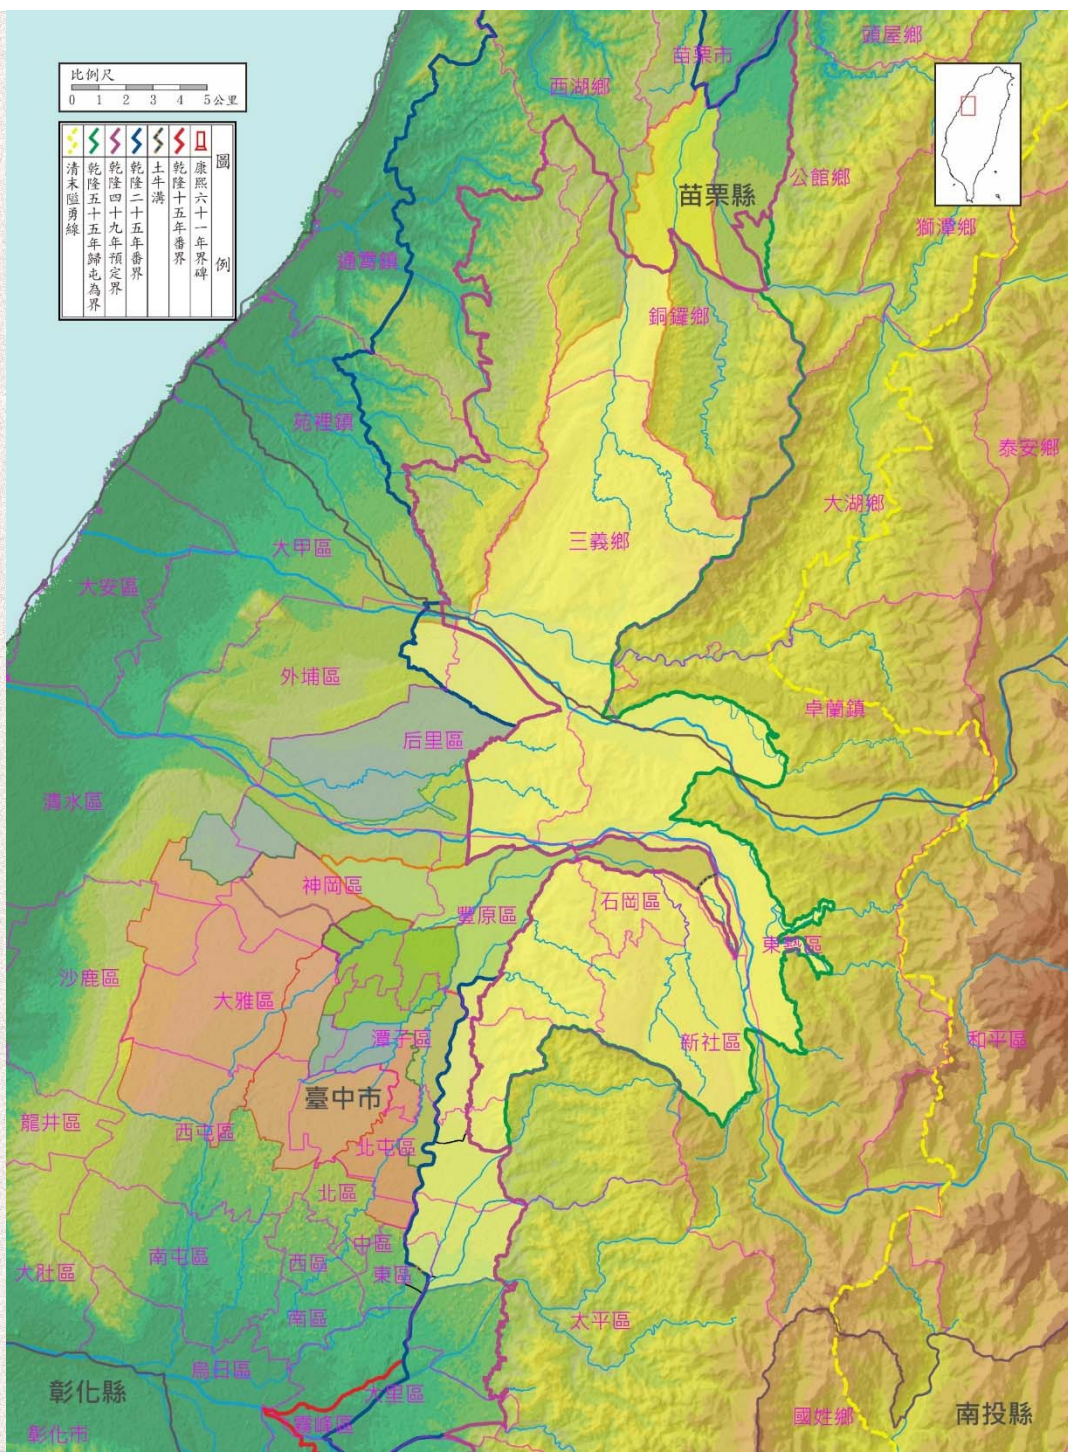 比例尺
0 1 2 3 4 5公里
圖例
康熙六十一年界碑
乾隆十五年番界
土牛溝
乾隆二十五年番界
乾隆四十九年預定界
乾隆五十五年歸屯為界
清末隘勇線
苗栗市
頭屋鄉
西湖鄉
公館鄉
苗栗縣
獅潭鄉
通霄鎮
銅鑼鄉
苑裡鎮
泰安鄉
大湖鄉
三義鄉
大甲區
大安區
外埔區
卓蘭鎮
后里區
清水區
神岡區
石岡區
豐原區
東勢區
沙鹿區
大雅區
潭子區
新社區
和平區
臺中市
龍井區
西屯區
北屯區
北區
中區
南屯區
西區
大肚區
東區
南區
太平區
烏日區
彰化縣
大里區
霧峰區
國姓鄉
南投縣
彰化市